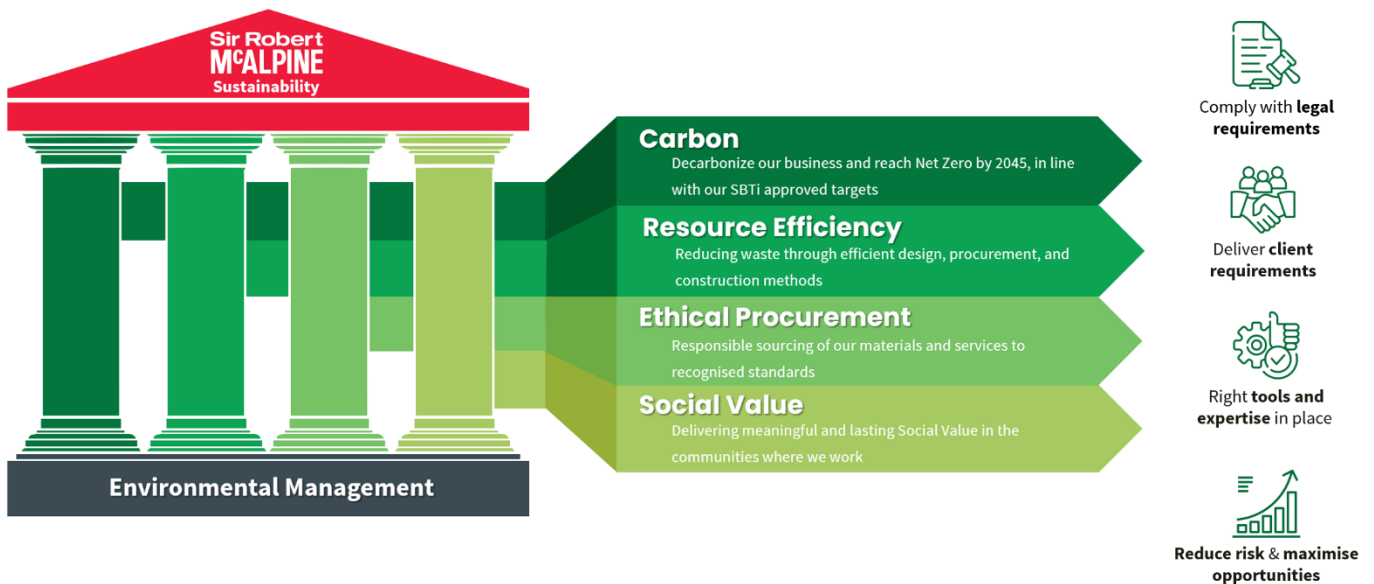 Sir Robert
McALPINE
Sustainability
Environmental Management
Carbon
Decarbonize our business and reach Net Zero by 2045, in line
with our SBTi approved targets
Resource Efficiency
Reducing waste through efficient design, procurement, and
construction methods
Ethical Procurement
Responsible sourcing of our materials and services to
recognised standards
Social Value
Delivering meaningful and lasting Social Value in the
communities where we work
Comply with legal
requirements
Deliver client
requirements
Right tools and
expertise in place
Reduce risk & maximise
opportunities